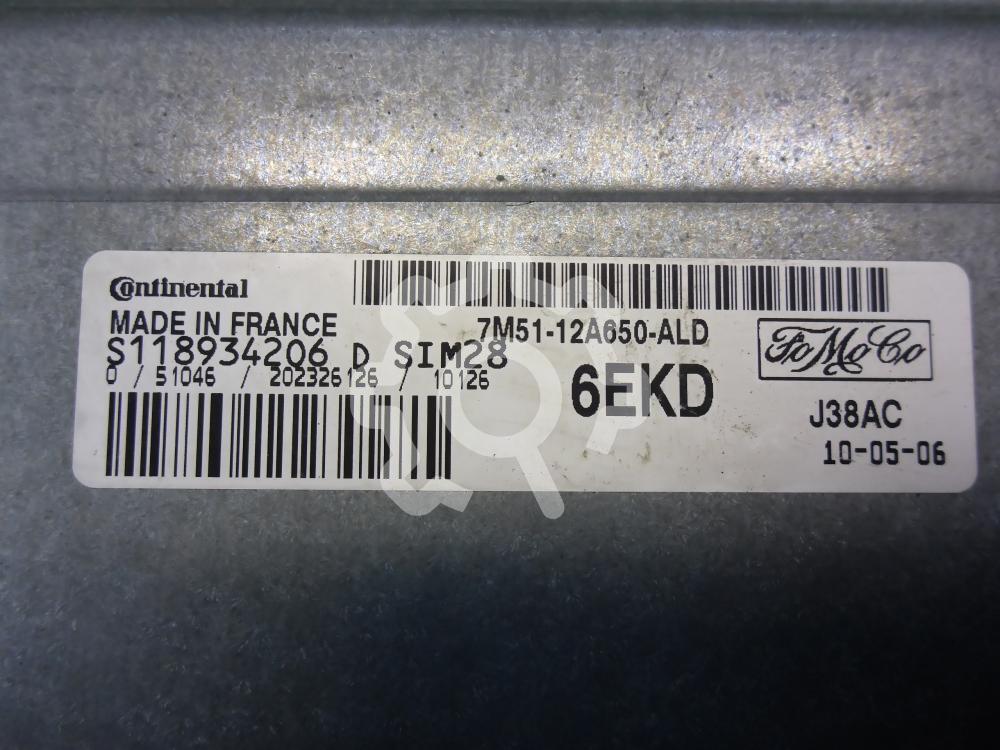 Continental
MADE IN FRANCE
7M51-12A650-ALD
FoMoCo
S118934206 D SIM28
0 / 51046 / 202326126 / 10126
6EKD
J38AC
10-05-06